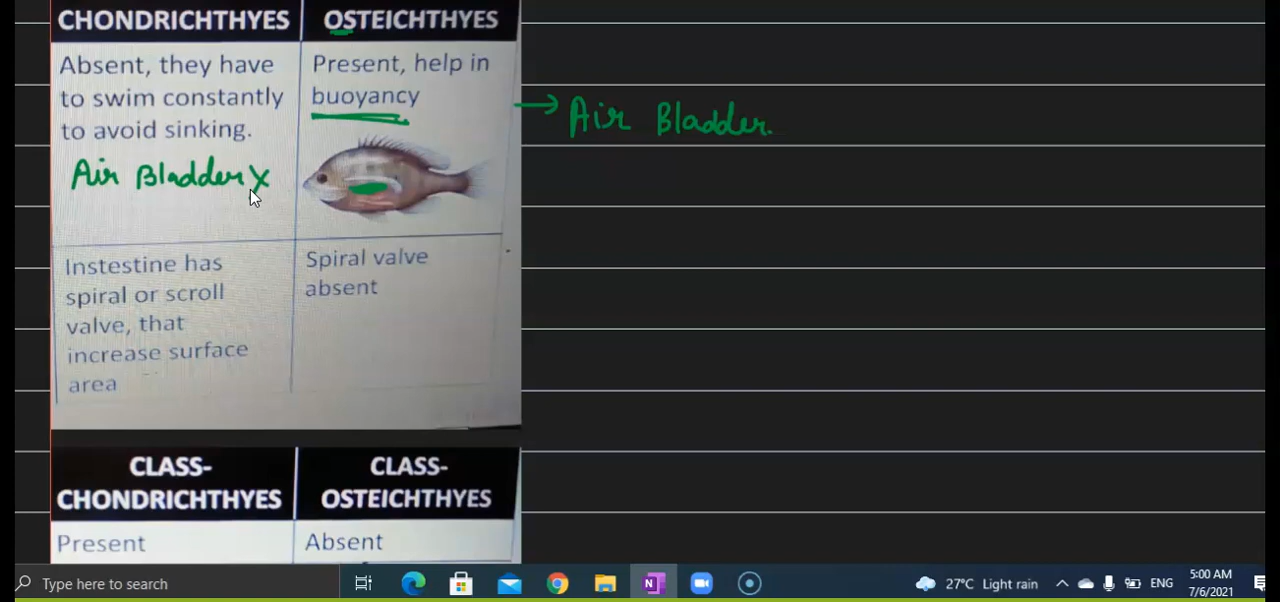 CHONDRICHTHYES
OSTEICHTHYES
Absent, they have
to swim constantly
to avoid sinking.
Air Bladder X
Present, help in
buoyancy
→ Air Bladder.
Instestine has
spiral or scroll
valve, that
increase surface
area
Spiral valve
absent
CLASS-
CHONDRICHTHYES
CLASS-
OSTEICHTHYES
Present
Absent
Type here to search
27°C Light rain
ENG
5:00 AM
7/6/2021